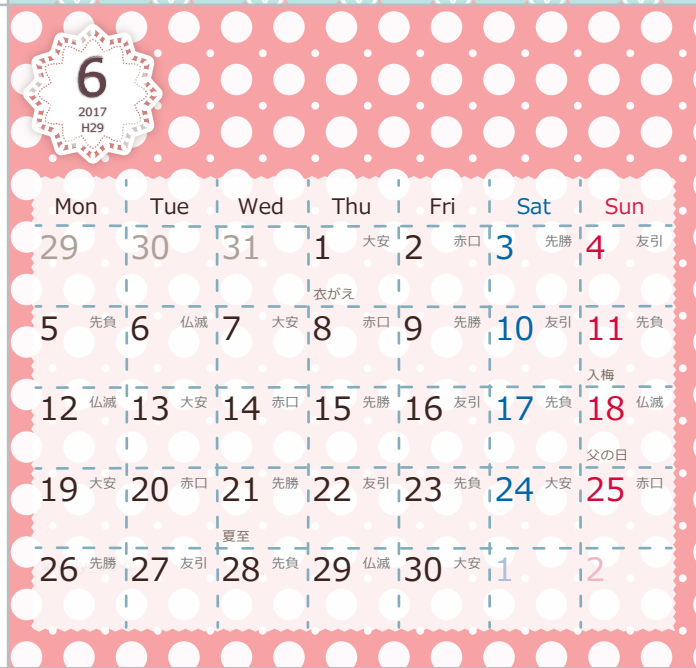 6
2017
H29
Mon Tue Wed Thu Fri Sat Sun
29 30 31 1 大安 2 赤口 3 先勝 4 友引
衣がえ
5 先負 6 仏滅 7 大安 8 赤口 9 先勝 10 友引 11 先負
入梅
12 仏滅 13 大安 14 赤口 15 先勝 16 友引 17 先負 18 仏滅
父の日
19 大安 20 赤口 21 先勝 22 友引 23 先負 24 大安 25 赤口
夏至
26 先勝 27 友引 28 先負 29 仏滅 30 大安 1 2